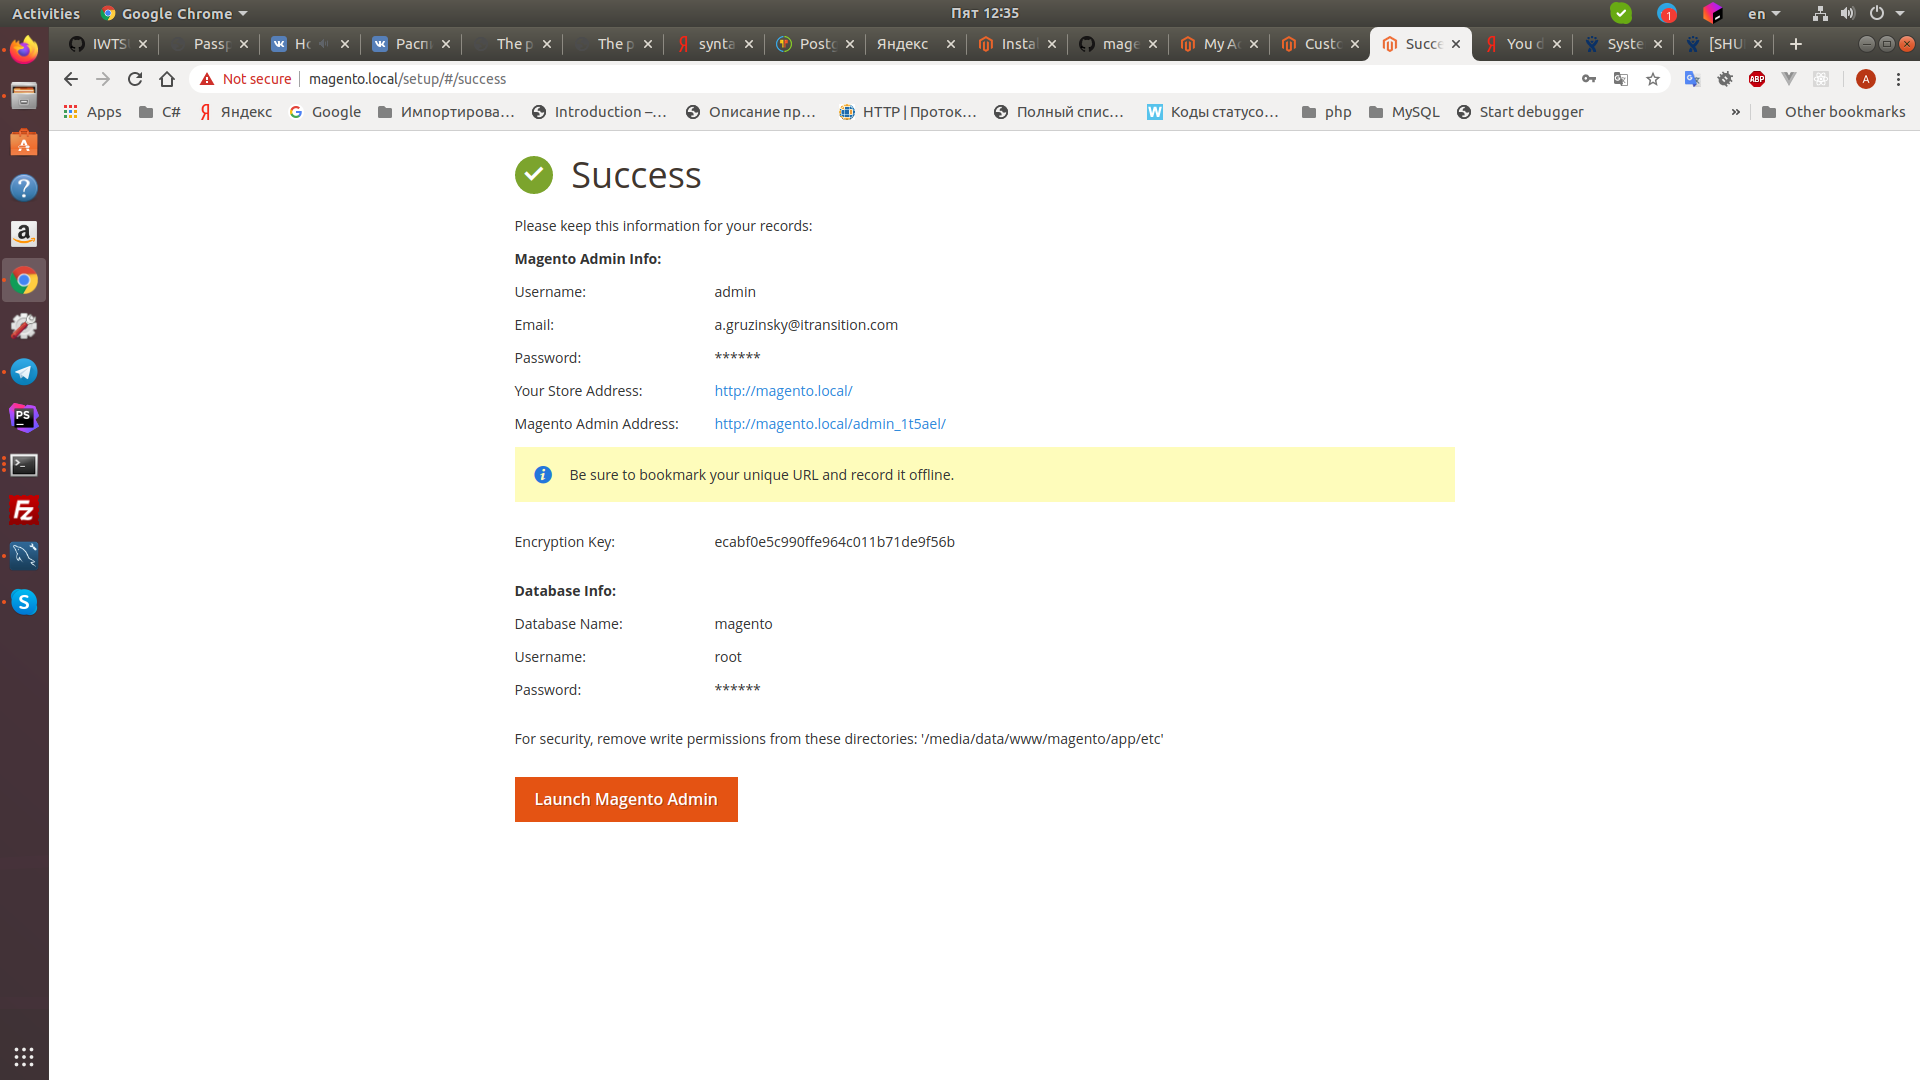 Activities Google Chrome Пят 12:35 1 en
IWTS Passp Но Распи The p The p synta Postg Яндекс Instal mage My Ac Custo Succe You d Syste [SHU
Not secure magento.local/setup/#/success ABP A
Apps C# Яндекс Google Импортирова… Introduction –… Описание пр… HTTP | Проток… Полный спис… W Коды статусо… php MySQL Start debugger » Other bookmarks
Success
Please keep this information for your records:
Magento Admin Info:
Username: admin
Email: a.gruzinsky@itransition.com
Password: ******
Your Store Address: http://magento.local/
Magento Admin Address: http://magento.local/admin_1t5ael/
Be sure to bookmark your unique URL and record it offline.
Encryption Key: ecabf0e5c990ffe964c011b71de9f56b
Database Info:
Database Name: magento
Username: root
Password: ******
For security, remove write permissions from these directories: '/media/data/www/magento/app/etc'
Launch Magento Admin